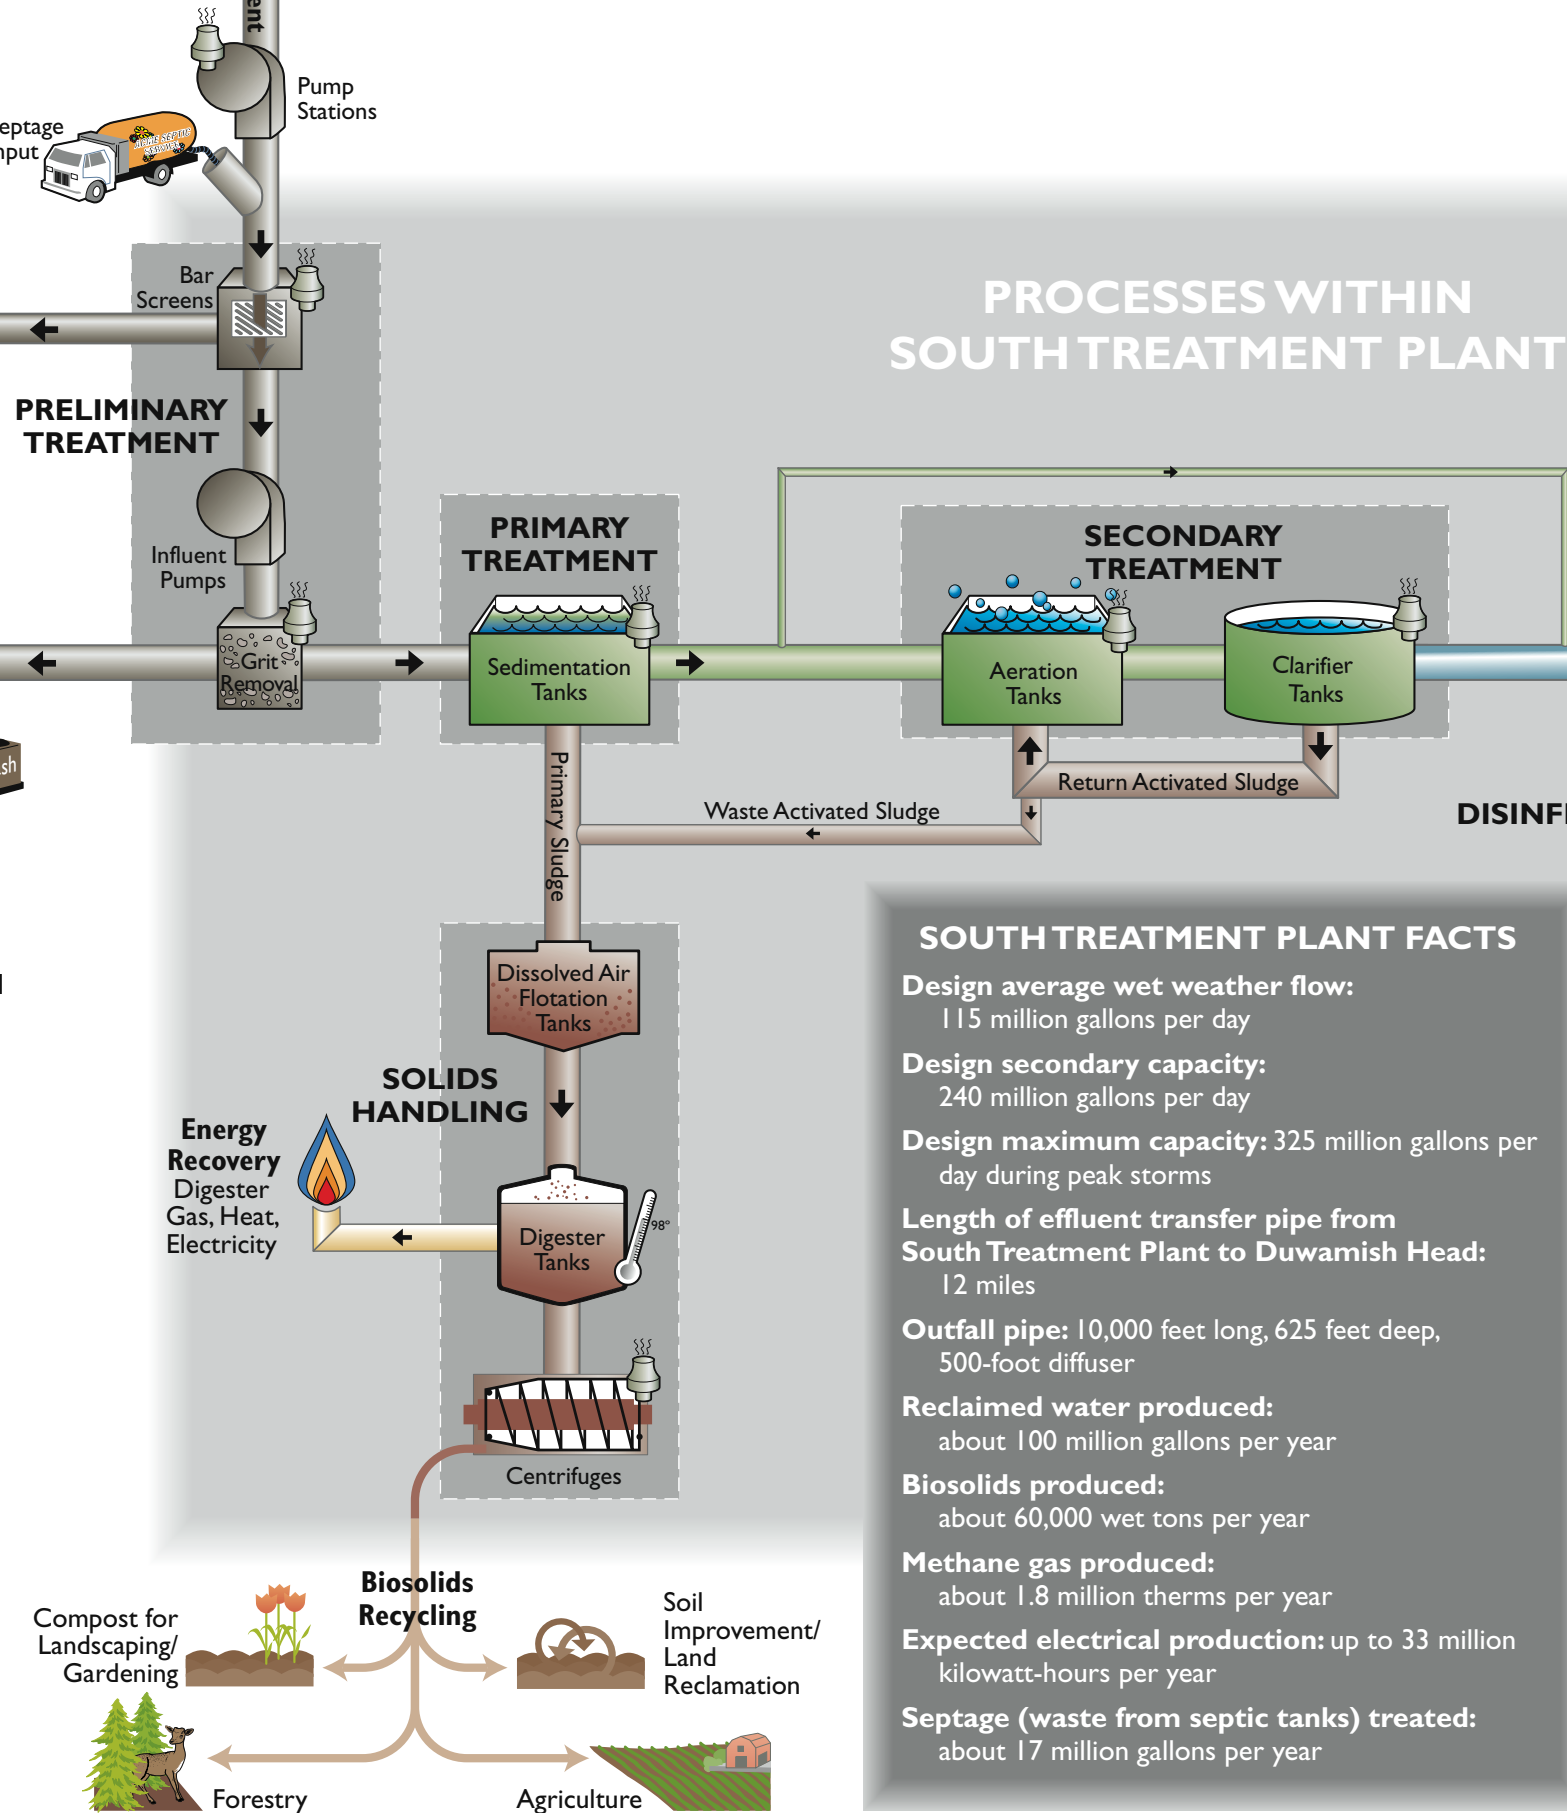 Pump
Stations
ACME SEPTIC
SERVICE
Bar
Screens
PROCESSES WITHIN
SOUTH TREATMENT PLANT
PRELIMINARY
TREATMENT
Influent
Pumps
Grit
Removal
PRIMARY
TREATMENT
Sedimentation
Tanks
SECONDARY
TREATMENT
Aeration
Tanks
Clarifier
Tanks
Return Activated Sludge
Waste Activated Sludge
Primary Sludge
Dissolved Air
Flotation
Tanks
SOLIDS
HANDLING
Energy
Recovery
Digester
Gas, Heat,
Electricity
Digester
Tanks
98°
Centrifuges
Biosolids
Recycling
Compost for
Landscaping/
Gardening
Soil
Improvement/
Land
Reclamation
Forestry
Agriculture
SOUTH TREATMENT PLANT FACTS
Design average wet weather flow:
115 million gallons per day
Design secondary capacity:
240 million gallons per day
Design maximum capacity: 325 million gallons per
day during peak storms
Length of effluent transfer pipe from
South Treatment Plant to Duwamish Head:
12 miles
Outfall pipe: 10,000 feet long, 625 feet deep,
500-foot diffuser
Reclaimed water produced:
about 100 million gallons per year
Biosolids produced:
about 60,000 wet tons per year
Methane gas produced:
about 1.8 million therms per year
Expected electrical production: up to 33 million
kilowatt-hours per year
Septage (waste from septic tanks) treated:
about 17 million gallons per year